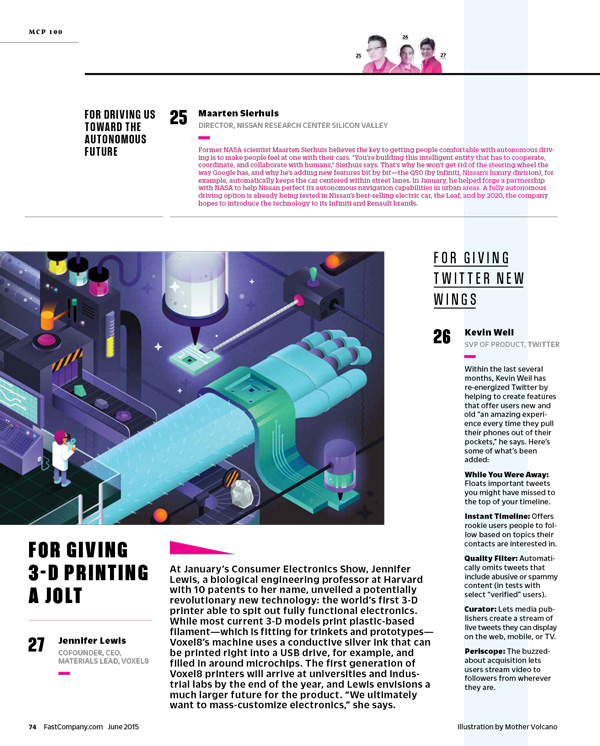 MCP 100
25
26
27
FOR DRIVING US
TOWARD THE
AUTONOMOUS
FUTURE
25
Maarten Sierhuis
DIRECTOR, NISSAN RESEARCH CENTER SILICON VALLEY
Former NASA scientist Maarten Sierhuis believes the key to getting people comfortable with autonomous driv-
ing is to make people feel at one with their cars. "You're building this intelligent entity that has to cooperate,
coordinate, and collaborate with humans," Sierhuis says. That's why he won't get rid of the steering wheel the
way Google has, and why he's adding new features bit by bit—the Q50 (by Infiniti, Nissan's luxury division), for
example, automatically keeps the car centered within street lanes. In January, he helped forge a partnership
with NASA to help Nissan perfect its autonomous navigation capabilities in urban areas. A fully autonomous
driving option is already being tested in Nissan's best-selling electric car, the Leaf, and by 2020, the company
hopes to introduce the technology to its Infiniti and Renault brands.
FOR GIVING
TWITTER NEW
WINGS
26
Kevin Weil
SVP OF PRODUCT, TWITTER
Within the last several
months, Kevin Weil has
re-energized Twitter by
helping to create features
that offer users new and
old "an amazing experi-
ence every time they pull
their phones out of their
pockets," he says. Here's
some of what's been
added:
While You Were Away:
Floats important tweets
you might have missed to
the top of your timeline.
Instant Timeline: Offers
rookie users people to fol-
low based on topics their
contacts are interested in.
Quality Filter: Automati-
cally omits tweets that
include abusive or spammy
content (in tests with
select "verified" users).
Curator: Lets media pub-
lishers create a stream of
live tweets they can display
on the web, mobile, or TV.
Periscope: The buzzed-
about acquisition lets
users stream video to
followers from wherever
they are.
FOR GIVING
3-D PRINTING
A JOLT
27
Jennifer Lewis
COFOUNDER, CEO,
MATERIALS LEAD, VOXEL8
At January's Consumer Electronics Show, Jennifer
Lewis, a biological engineering professor at Harvard
with 10 patents to her name, unveiled a potentially
revolutionary new technology: the world's first 3-D
printer able to spit out fully functional electronics.
While most current 3-D models print plastic-based
filament—which is fitting for trinkets and prototypes—
Voxel8's machine uses a conductive silver ink that can
be printed right into a USB drive, for example, and
filled in around microchips. The first generation of
Voxel8 printers will arrive at universities and indus-
trial labs by the end of the year, and Lewis envisions a
much larger future for the product. "We ultimately
want to mass-customize electronics," she says.
74 FastCompany.com June 2015
Illustration by Mother Volcano